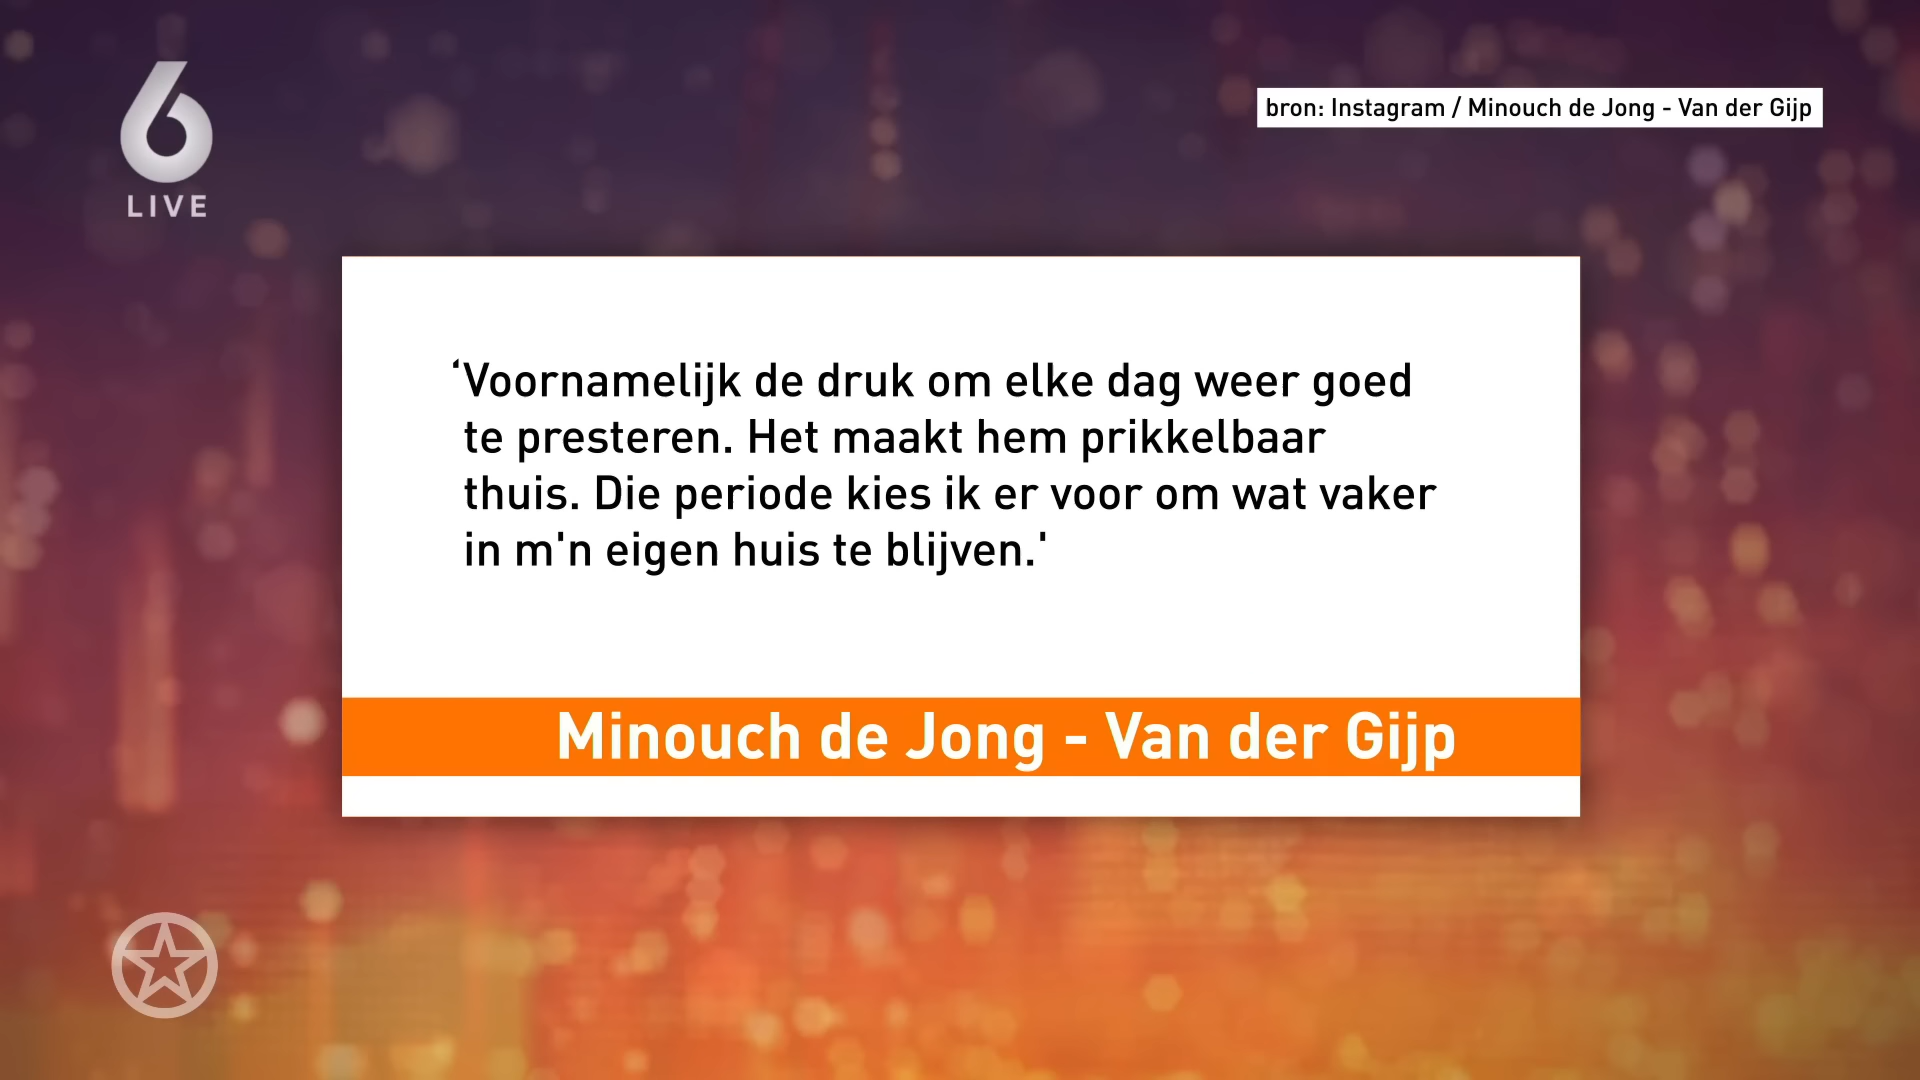 6
LIVE
bron: Instagram / Minouch de Jong - Van der Gijp
‘Voornamelijk de druk om elke dag weer goed
te presteren. Het maakt hem prikkelbaar
thuis. Die periode kies ik er voor om wat vaker
in m'n eigen huis te blijven.'
Minouch de Jong - Van der Gijp